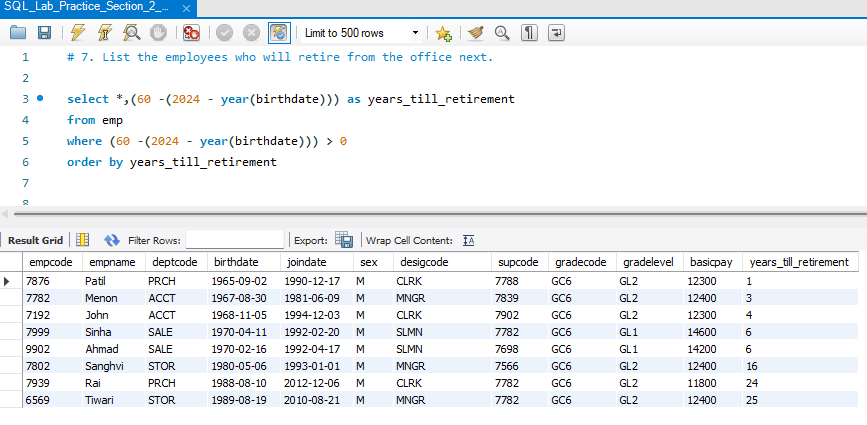 SQL_Lab_Practice_Section_2_...
Limit to 500 rows
1 # 7. List the employees who will retire from the office next.
2
3 select *,(60 -(2024 - year(birthdate))) as years_till_retirement
4 from emp
5 where (60 -(2024 - year(birthdate))) > 0
6 order by years_till_retirement
7
8
Result Grid Filter Rows: Export: Wrap Cell Content:
empcode empname deptcode birthdate joindate sex desigcode supcode gradecode gradelevel basicpay years_till_retirement
7876 Patil PRCH 1965-09-02 1990-12-17 M CLRK 7788 GC6 GL2 12300 1
7782 Menon ACCT 1967-08-30 1981-06-09 M MNGR 7839 GC6 GL2 12400 3
7192 John ACCT 1968-11-05 1994-12-03 M CLRK 7902 GC6 GL2 12300 4
7999 Sinha SALE 1970-04-11 1992-02-20 M SLMN 7782 GC6 GL1 14600 6
9902 Ahmad SALE 1970-02-16 1992-04-17 M SLMN 7698 GC6 GL1 14200 6
7802 Sanghvi STOR 1980-05-06 1993-01-01 M MNGR 7566 GC6 GL2 12400 16
7939 Rai PRCH 1988-08-10 2012-12-06 M CLRK 7782 GC6 GL2 11800 24
6569 Tiwari STOR 1989-08-19 2010-08-21 M MNGR 7782 GC6 GL2 12400 25